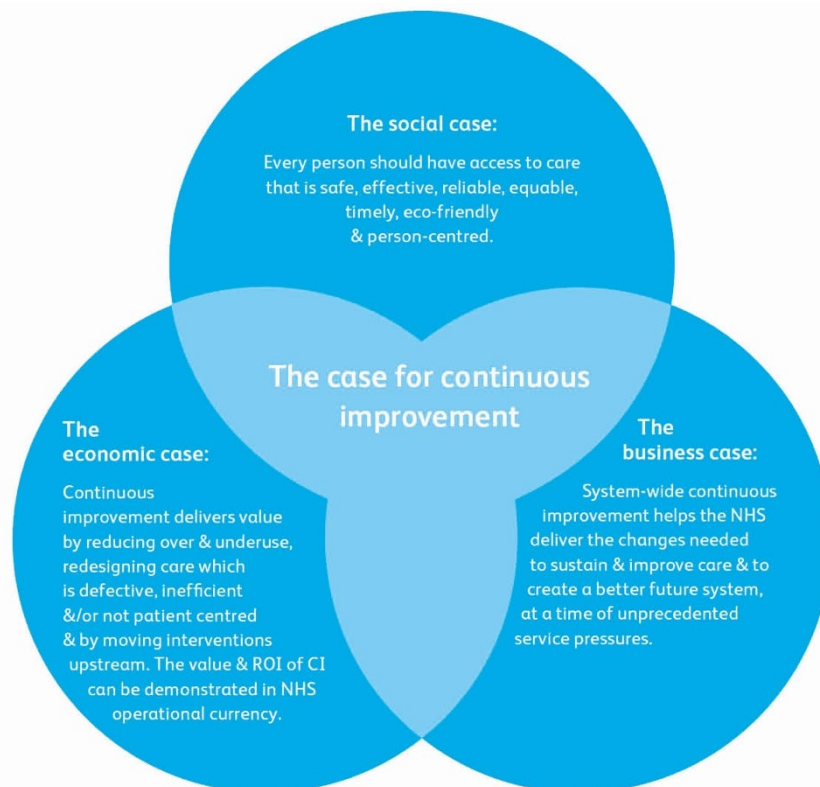 The social case:
Every person should have access to care
that is safe, effective, reliable, equable,
timely, eco-friendly
& person-centred.
The case for continuous
improvement
The
economic case:
Continuous
improvement delivers value
by reducing over & underuse,
redesigning care which
is defective, inefficient
&/or not patient centred
& by moving interventions
upstream. The value & ROI of CI
can be demonstrated in NHS
operational currency.
The
business case:
System-wide continuous
improvement helps the NHS
deliver the changes needed
to sustain & improve care & to
create a better future system,
at a time of unprecedented
service pressures.